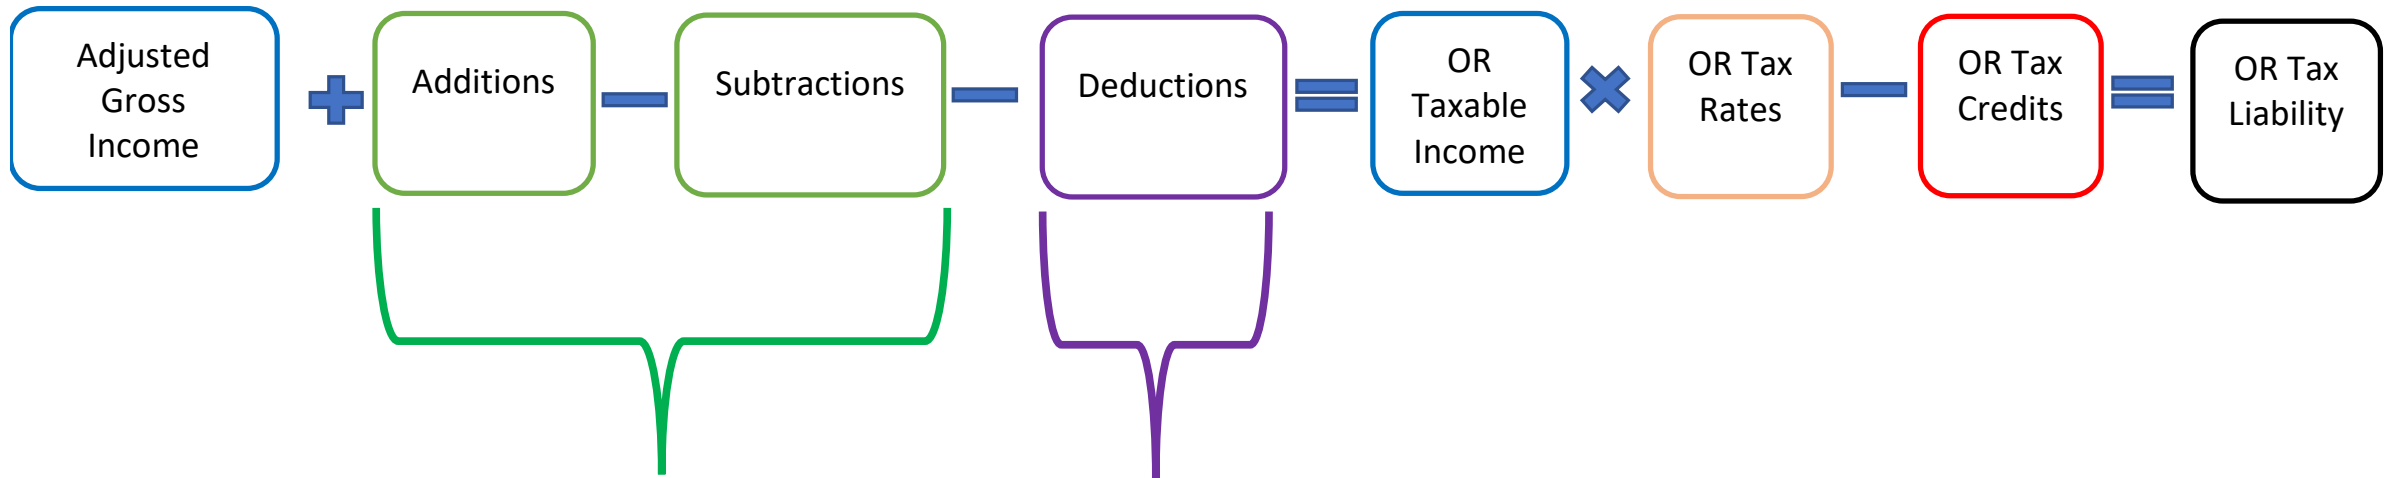 Adjusted
Gross
Income
Additions
Subtractions
Deductions
OR
Taxable
Income
OR Tax
Rates
OR Tax
Credits
OR Tax
Liability